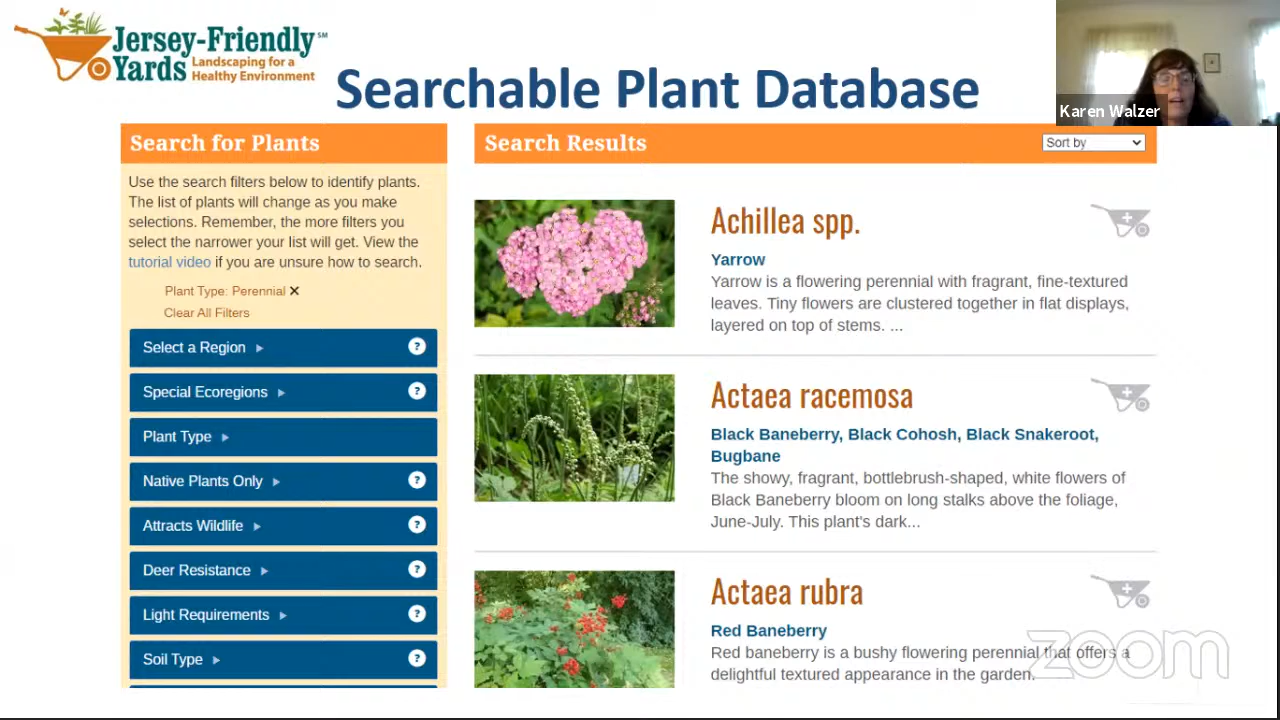 Jersey-Friendly℠
Yards Landscaping for a
Healthy Environment
Searchable Plant Database
Karen Walzer
Search for Plants
Use the search filters below to identify plants.
The list of plants will change as you make
selections. Remember, the more filters you
select the narrower your list will get. View the
tutorial video if you are unsure how to search.
Plant Type: Perennial ×
Clear All Filters
Select a Region ?
Special Ecoregions ?
Plant Type
Native Plants Only ?
Attracts Wildlife ?
Deer Resistance ?
Light Requirements ?
Soil Type ?
Search Results
Sort by
Achillea spp.
Yarrow
Yarrow is a flowering perennial with fragrant, fine-textured
leaves. Tiny flowers are clustered together in flat displays,
layered on top of stems. ...
Actaea racemosa
Black Baneberry, Black Cohosh, Black Snakeroot,
Bugbane
The showy, fragrant, bottlebrush-shaped, white flowers of
Black Baneberry bloom on long stalks above the foliage,
June-July. This plant's dark...
Actaea rubra
Red Baneberry
Red baneberry is a bushy flowering perennial that offers a
delightful textured appearance in the garden.
zoom